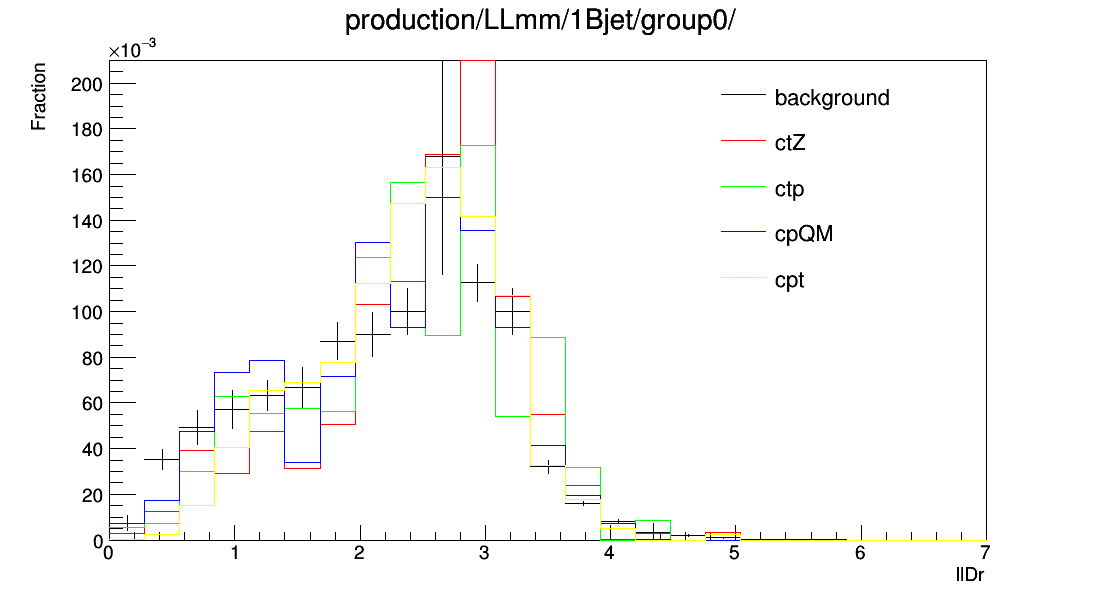 production/LLmm/1Bjet/group0/
×10⁻³
Fraction
200
180
160
140
120
100
80
60
40
20
0
background
ctZ
ctp
cpQM
cpt
0 1 2 3 4 5 6 7
llDr